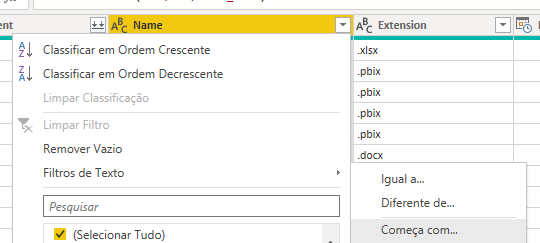 ent
Name
Extension
Classificar em Ordem Crescente
.xlsx
Classificar em Ordem Decrescente
.pbix
Limpar Classificação
.pbix
.pbix
Limpar Filtro
.pbix
Remover Vazio
.docx
Filtros de Texto
Igual a...
Pesquisar
Diferente de...
(Selecionar Tudo)
Começa com...